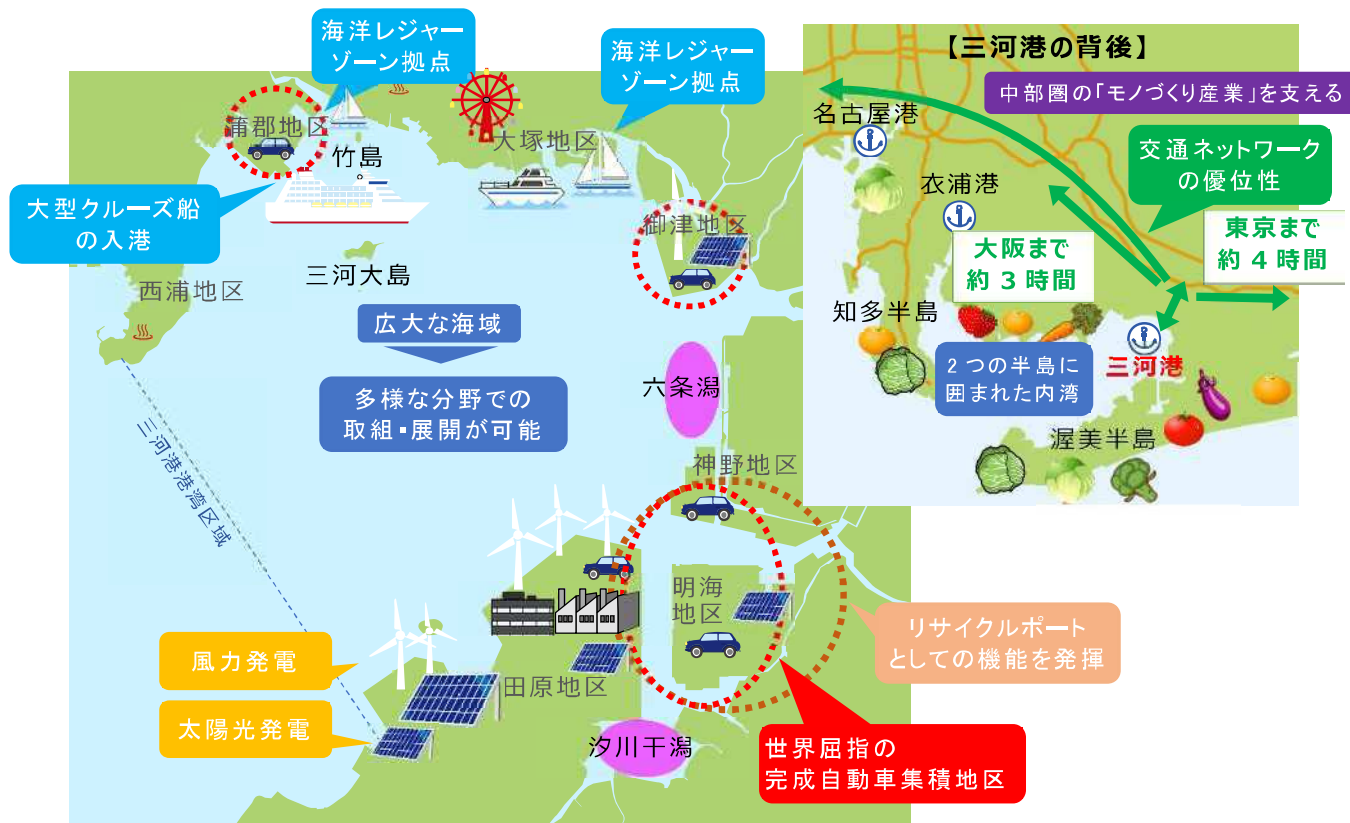 海洋レジャー
ゾーン拠点
海洋レジャー
ゾーン拠点
蒲郡地区
竹島
大塚地区
大型クルーズ船
の入港
御津地区
三河大島
西浦地区
広大な海域
多様な分野での
取組・展開が可能
六条潟
三河港港湾区域
神野地区
明海
地区
風力発電
太陽光発電
田原地区
汐川干潟
リサイクルポート
としての機能を発揮
世界屈指の
完成自動車集積地区
【三河港の背後】
中部圏の「モノづくり産業」を支える
名古屋港
交通ネットワーク
の優位性
衣浦港
大阪まで
約3時間
東京まで
約4時間
知多半島
2つの半島に
囲まれた内湾
三河港
渥美半島